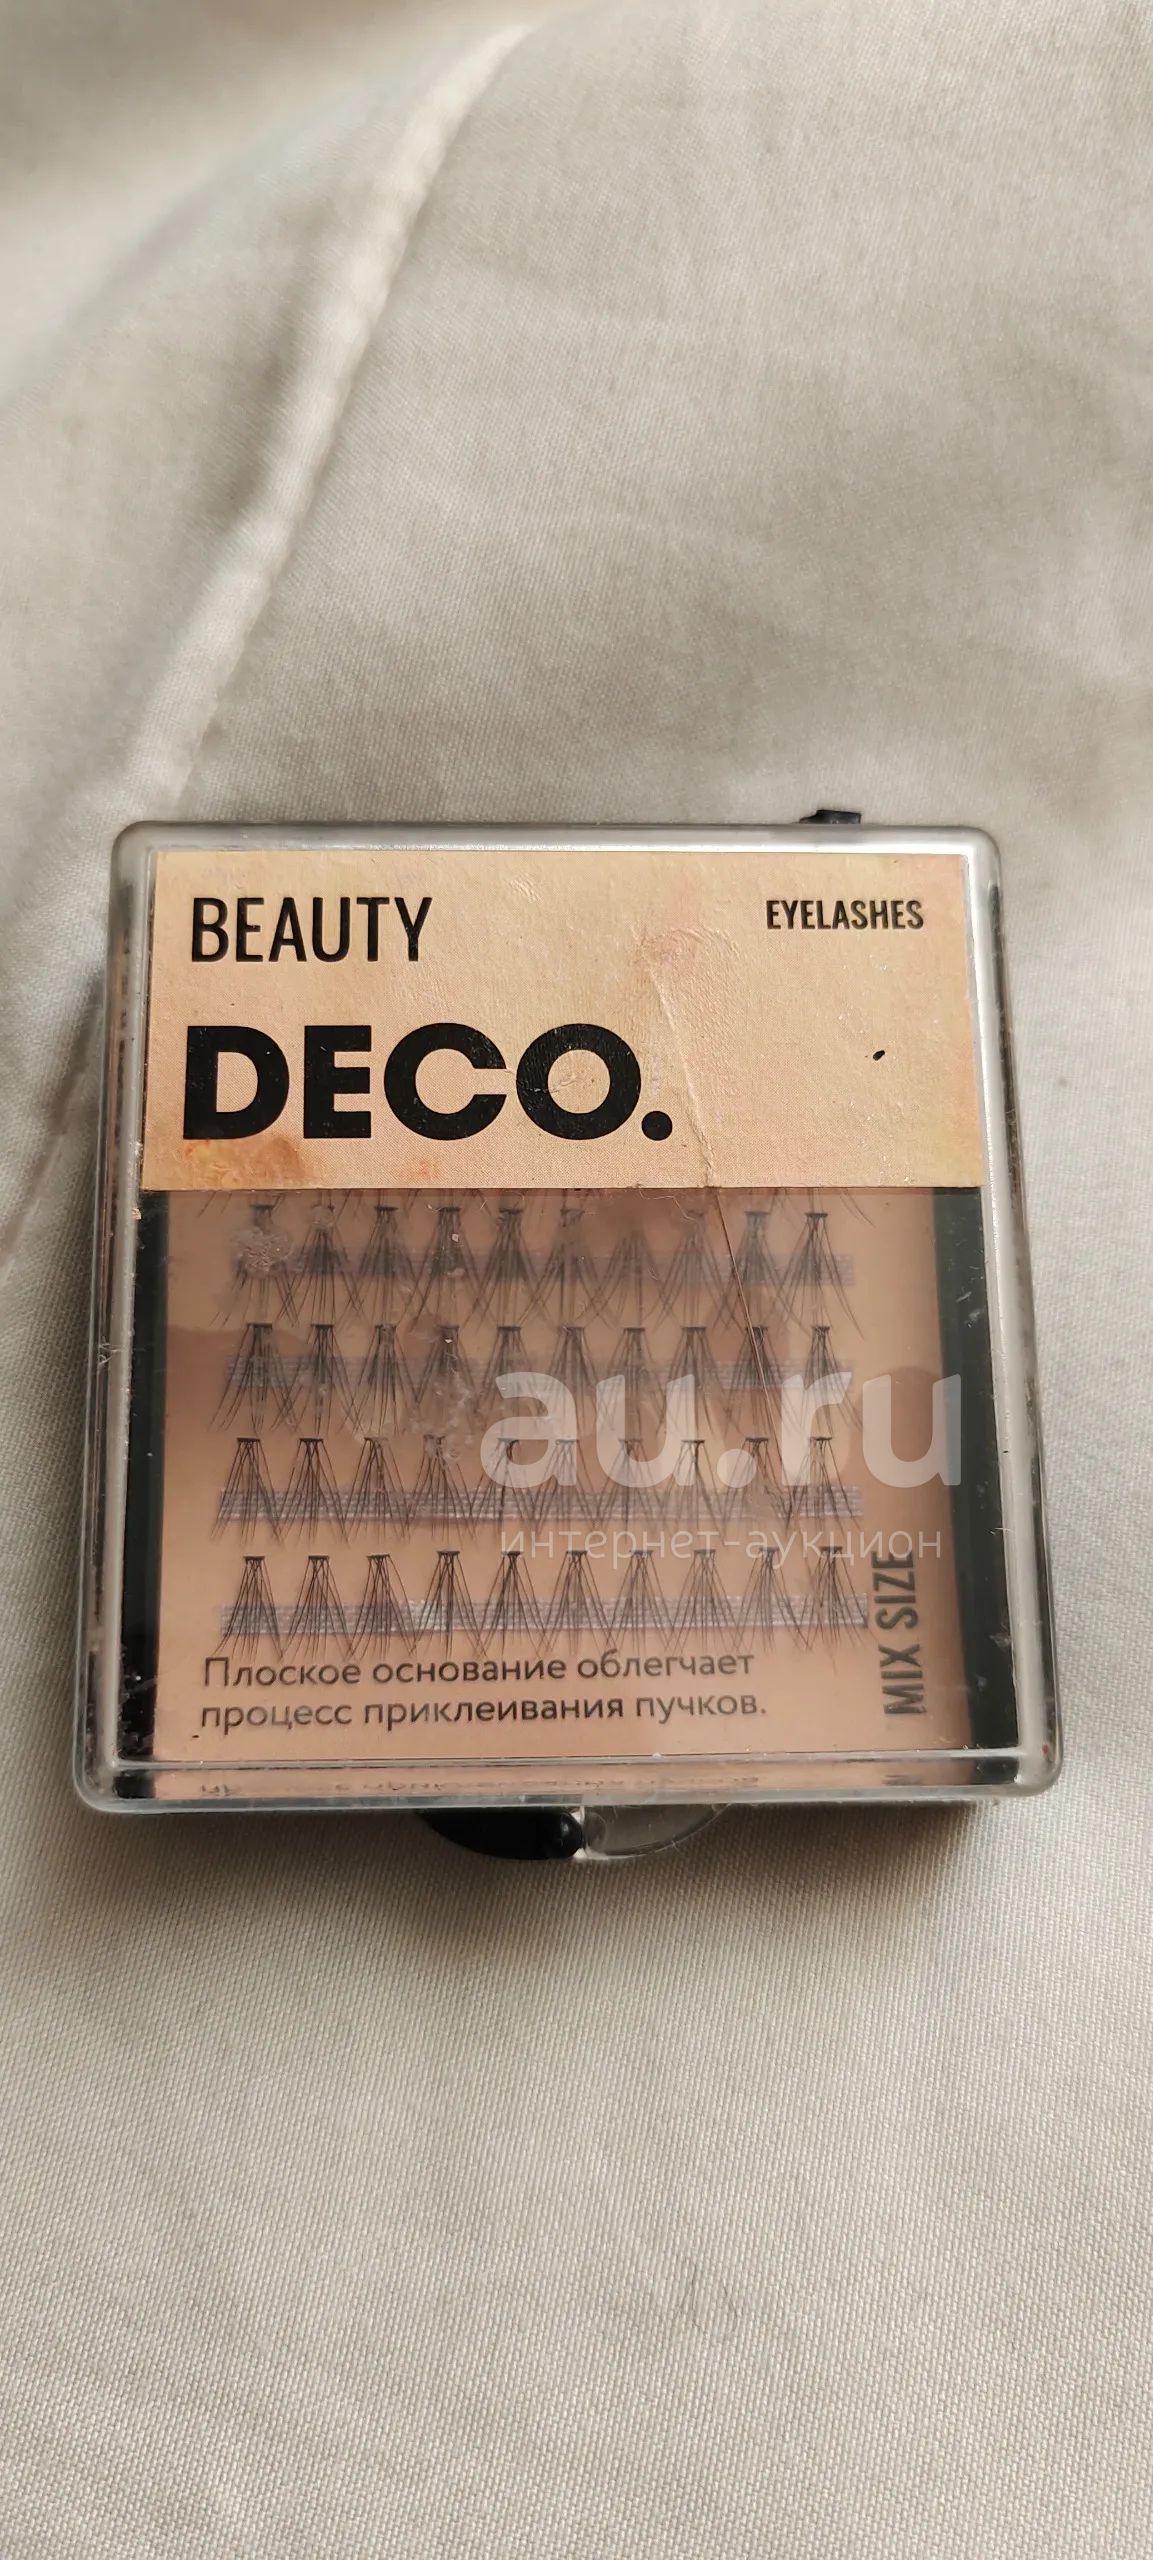 BEAUTY
EYELASHES
DECO.
au.ru
интернет-аукцион
MIX SIZE
Плоское основание облегчает
процесс приклеивания пучков.